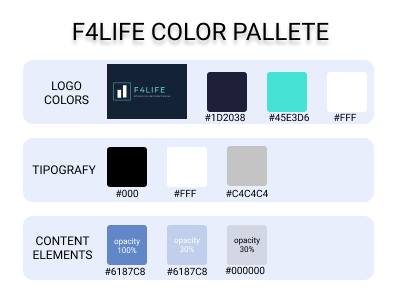 F4LIFE COLOR PALLETE
LOGO
COLORS
F4LIFE
#1D2038
#45E3D6
#FFF
TIPOGRAFY
#000
#FFF
#C4C4C4
CONTENT
ELEMENTS
opacity
100%
opacity
30%
opacity
30%
#6187C8
#6187C8
#000000